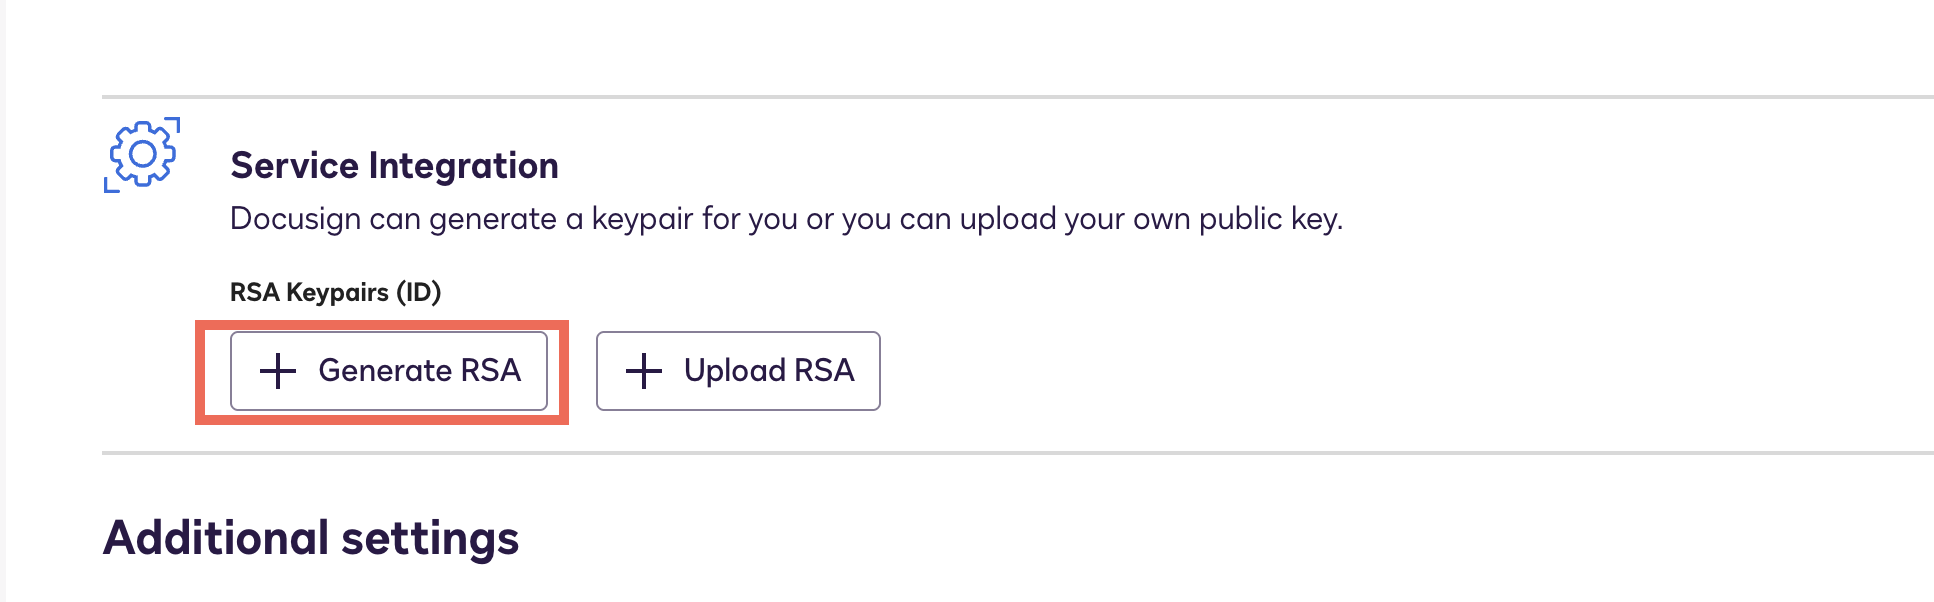 Service Integration
Docusign can generate a keypair for you or you can upload your own public key.
RSA Keypairs (ID)
Generate RSA
Upload RSA
Additional settings